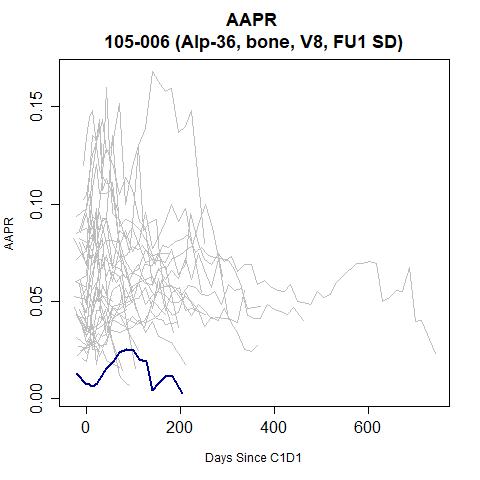 AAPR
105-006 (Alp-36, bone, V8, FU1 SD)
0.15
0.10
0.05
0.00
AAPR
0 200 400 600
Days Since C1D1